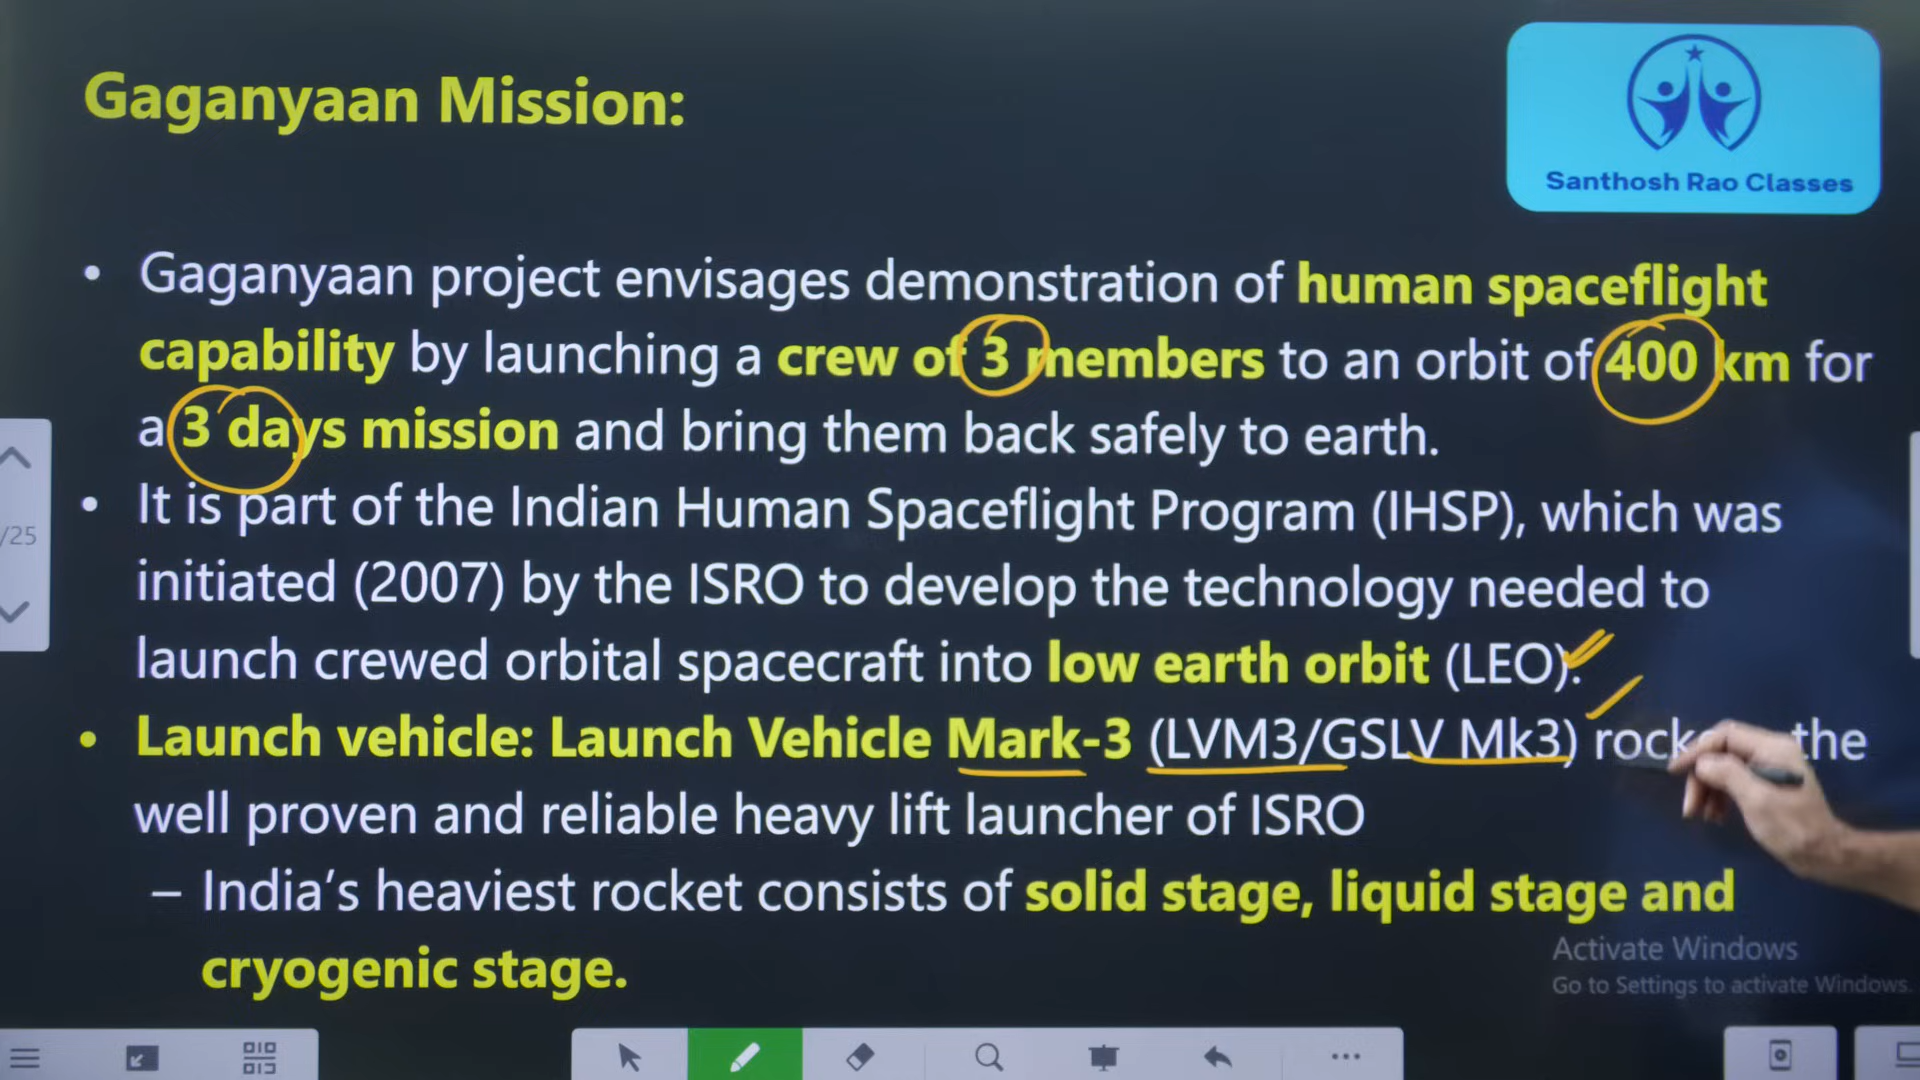 Gaganyaan Mission:
Santhosh Rao Classes
• Gaganyaan project envisages demonstration of human spaceflight
capability by launching a crew of 3 members to an orbit of 400 km for
a 3 days mission and bring them back safely to earth.
• It is part of the Indian Human Spaceflight Program (IHSP), which was
initiated (2007) by the ISRO to develop the technology needed to
launch crewed orbital spacecraft into low earth orbit (LEO).
• Launch vehicle: Launch Vehicle Mark-3 (LVM3/GSLV Mk3) the
well proven and reliable heavy lift launcher of ISRO
– India's heaviest rocket consists of solid stage, liquid stage and
cryogenic stage.
/25
Activate Windows
Go to Settings to activate Windows.